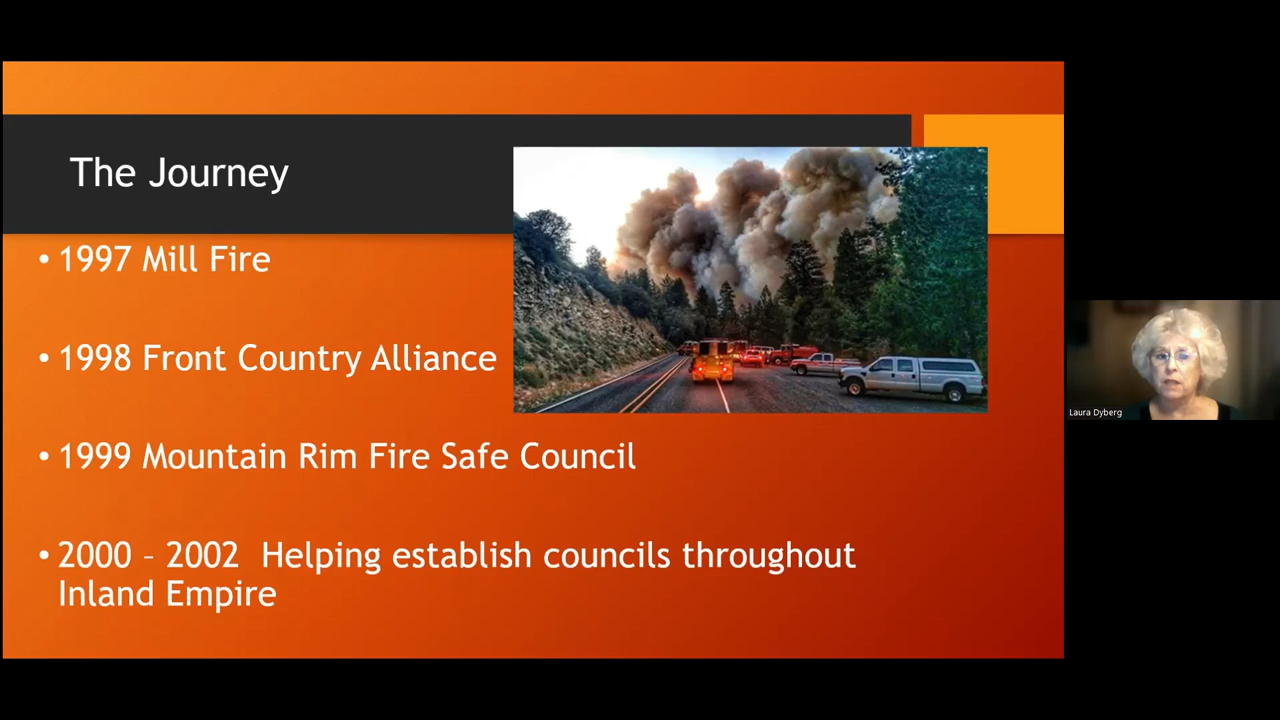 The Journey
• 1997 Mill Fire
• 1998 Front Country Alliance
• 1999 Mountain Rim Fire Safe Council
• 2000 – 2002  Helping establish councils throughout
Inland Empire
Laura Dyberg